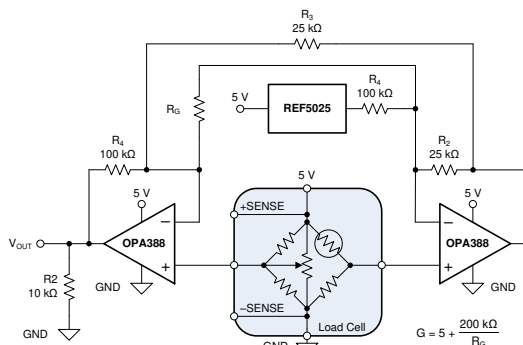 R3
25 kΩ
5 V
REF5025
R4
100 kΩ
RG
R4
100 kΩ
R2
25 kΩ
5 V
5 V
5 V
+SENSE
VOUT
OPA388
−
+
OPA388
−
+
R2
10 kΩ
GND
GND
GND
−SENSE
Load Cell
GND
G = 5 + 200 kΩ / RG